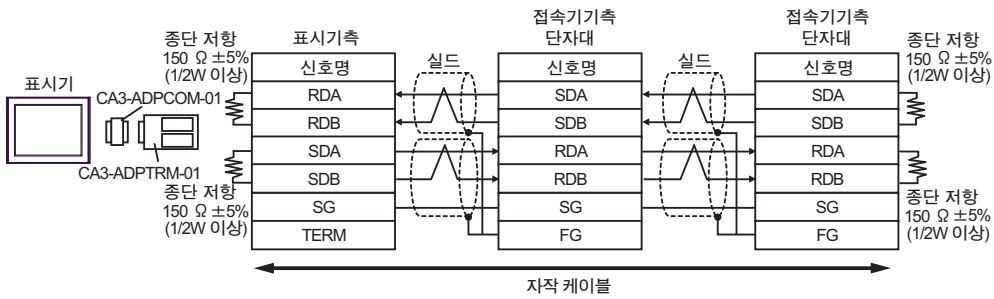 표시기
CA3-ADPCOM-01
CA3-ADPTRM-01
종단 저항
150 Ω ±5%
(1/2W 이상)
종단 저항
150 Ω ±5%
(1/2W 이상)
표시기측
신호명
RDA
RDB
SDA
SDB
SG
TERM
실드
접속기기측
단자대
신호명
SDA
SDB
RDA
RDB
SG
FG
실드
접속기기측
단자대
신호명
SDA
SDB
RDA
RDB
SG
FG
종단 저항
150 Ω ±5%
(1/2W 이상)
종단 저항
150 Ω ±5%
(1/2W 이상)
자작 케이블